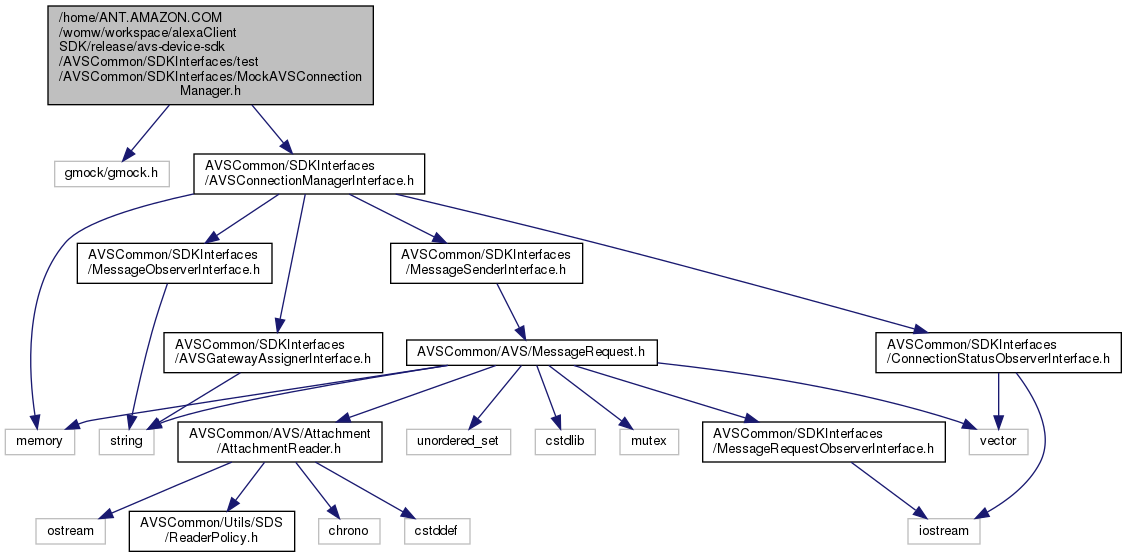 /home/ANT.AMAZON.COM
/womw/workspace/alexaClient
SDK/release/avs-device-sdk
/AVSCommon/SDKInterfaces/test
/AVSCommon/SDKInterfaces/MockAVSConnection
Manager.h
gmock/gmock.h
AVSCommon/SDKInterfaces
/AVSConnectionManagerInterface.h
AVSCommon/SDKInterfaces
/MessageObserverInterface.h
AVSCommon/SDKInterfaces
/MessageSenderInterface.h
AVSCommon/SDKInterfaces
/AVSGatewayAssignerInterface.h
AVSCommon/AVS/MessageRequest.h
AVSCommon/SDKInterfaces
/ConnectionStatusObserverInterface.h
memory
string
AVSCommon/AVS/Attachment
/AttachmentReader.h
unordered_set
cstdlib
mutex
AVSCommon/SDKInterfaces
/MessageRequestObserverInterface.h
vector
ostream
AVSCommon/Utils/SDS
/ReaderPolicy.h
chrono
cstddef
iostream